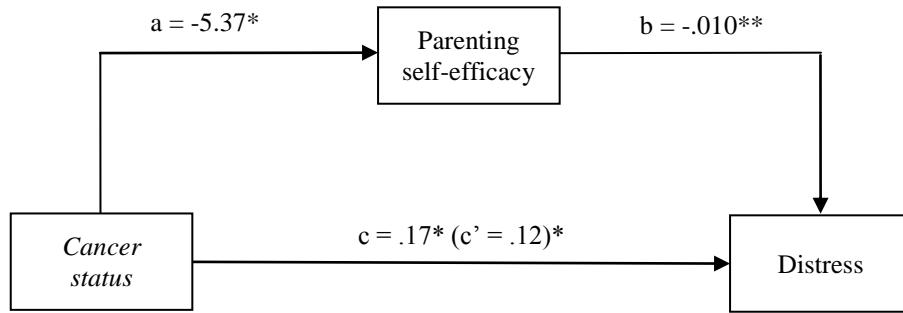 a = -5.37*
b = -.010**
Parenting
self-efficacy
c = .17* (c’ = .12)*
Cancer
status
Distress